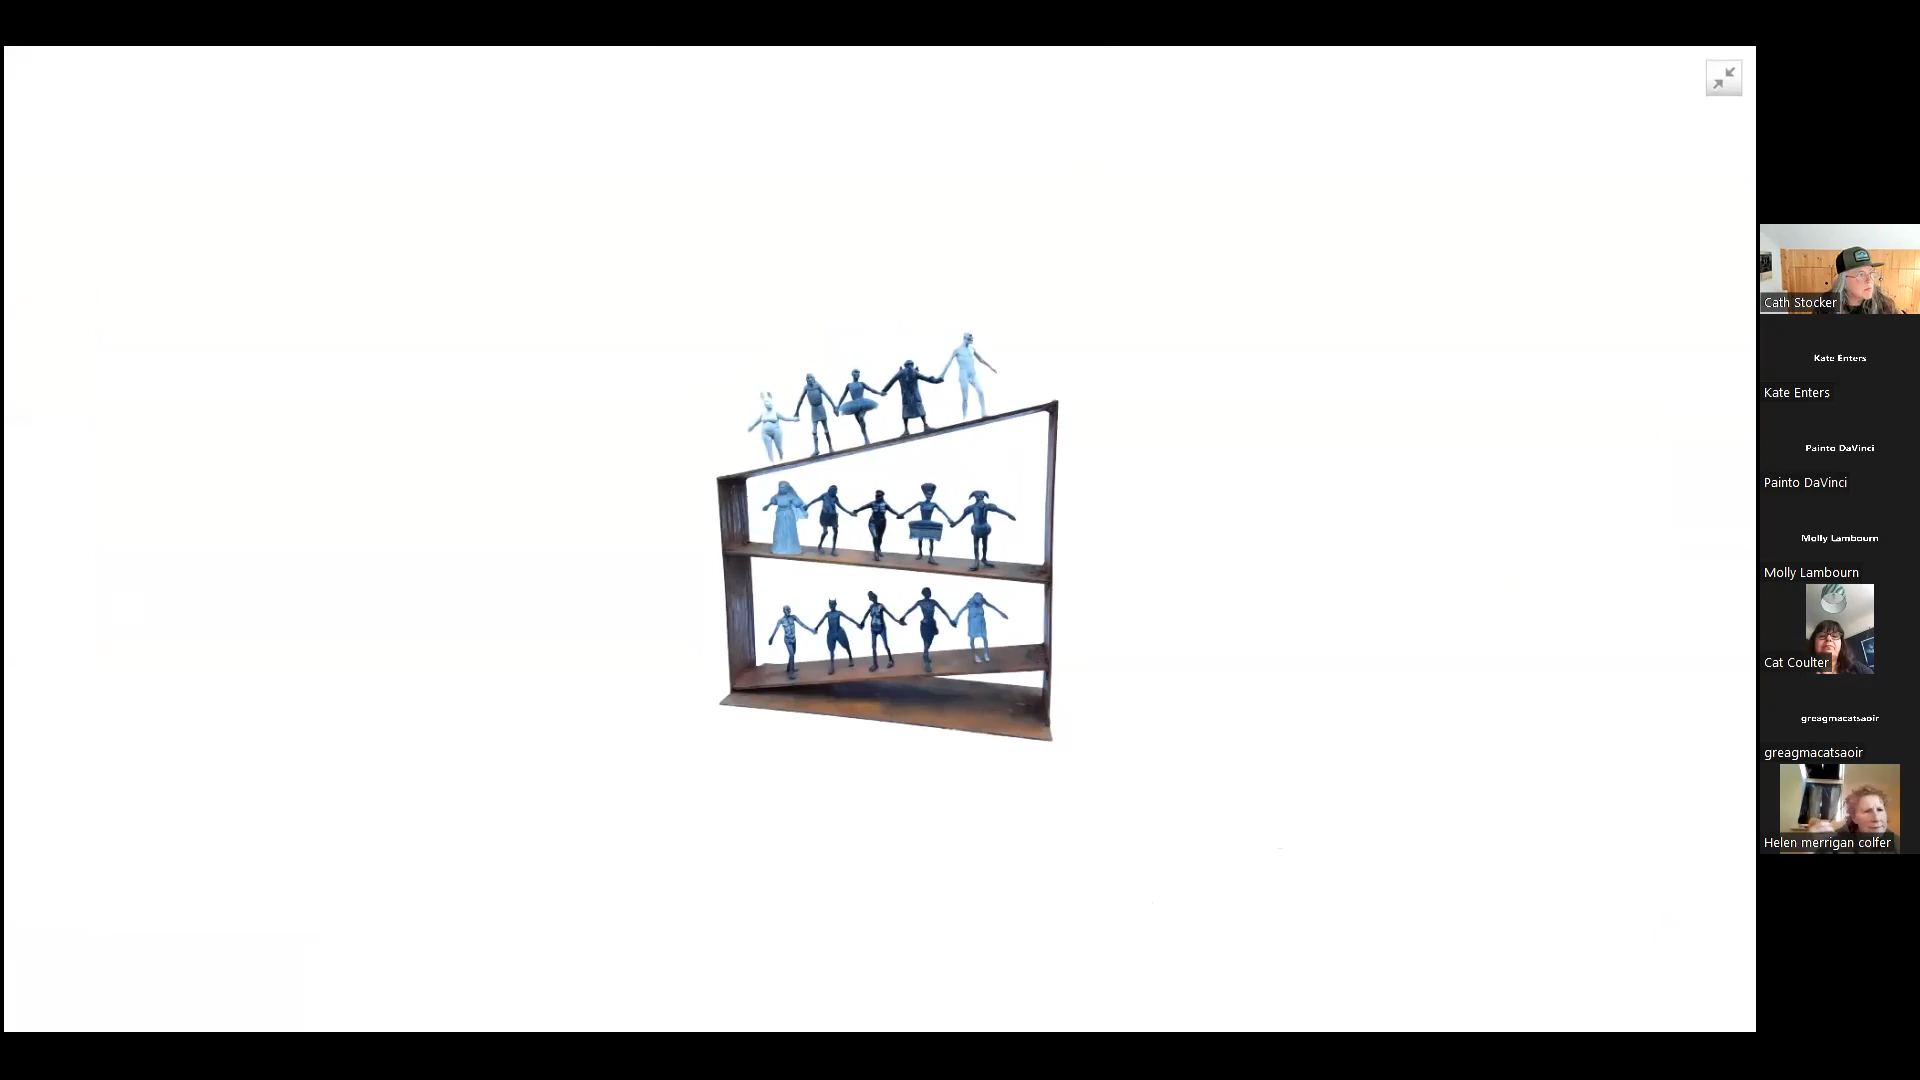 Cath Stocker
Kate Enters
Kate Enters
Painto DaVinci
Painto DaVinci
Molly Lambourn
Molly Lambourn
Cat Coulter
greagmacatsaoir
greagmacatsaoir
Helen merrigan colfer